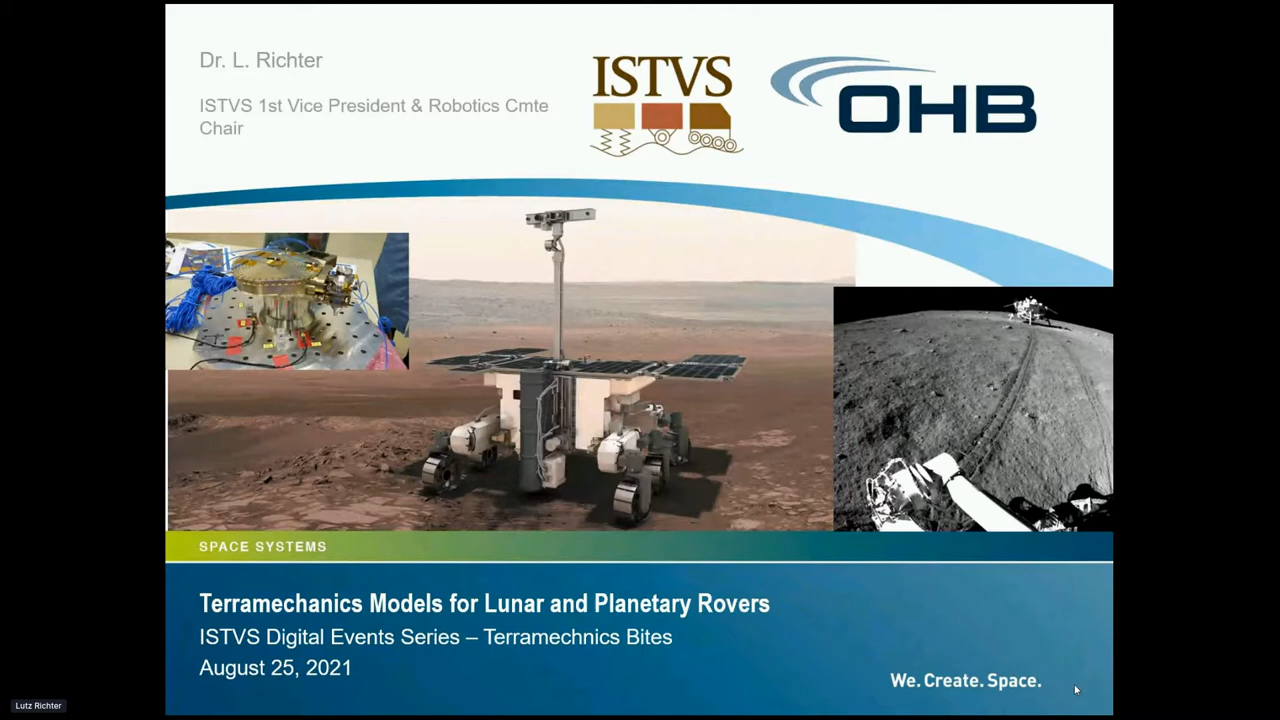 Dr. L. Richter
ISTVS 1st Vice President & Robotics Cmte
Chair
ISTVS
OHB
SPACE SYSTEMS
Terramechanics Models for Lunar and Planetary Rovers
ISTVS Digital Events Series – Terramechnics Bites
August 25, 2021
We. Create. Space.
Lutz Richter